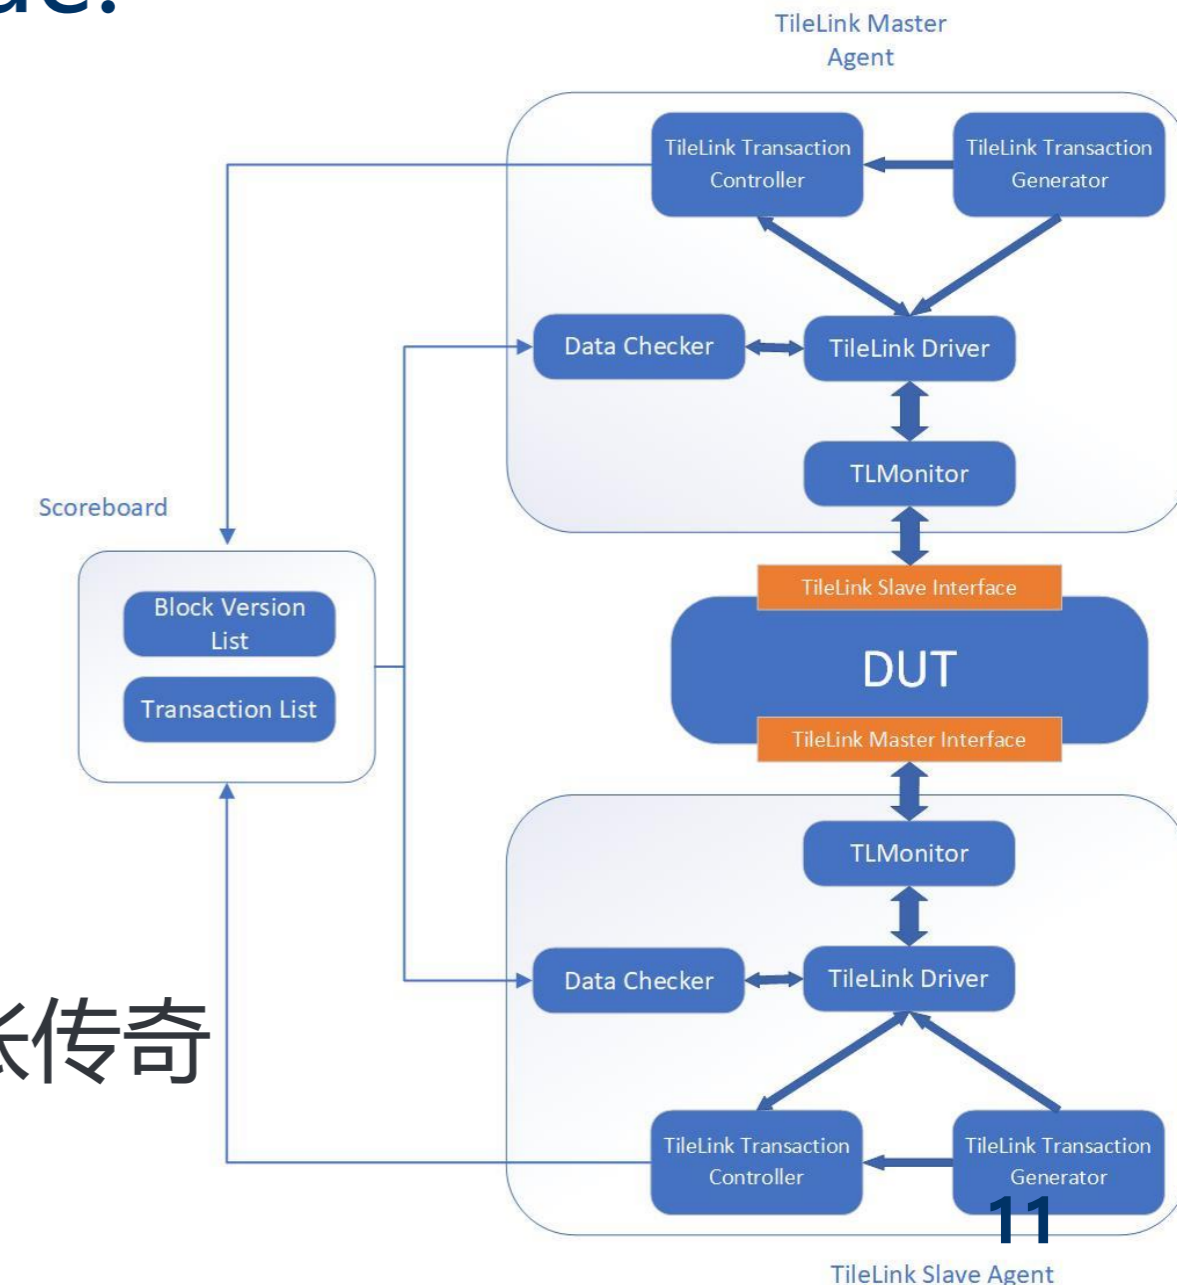 TileLink Master
Agent
TileLink Transaction
Controller
TileLink Transaction
Generator
Data Checker
TileLink Driver
TLMonitor
Scoreboard
Block Version
List
Transaction List
TileLink Slave Interface
DUT
TileLink Master Interface
TLMonitor
Data Checker
TileLink Driver
传奇
TileLink Transaction
Controller
TileLink Transaction
Generator
11
TileLink Slave Agent